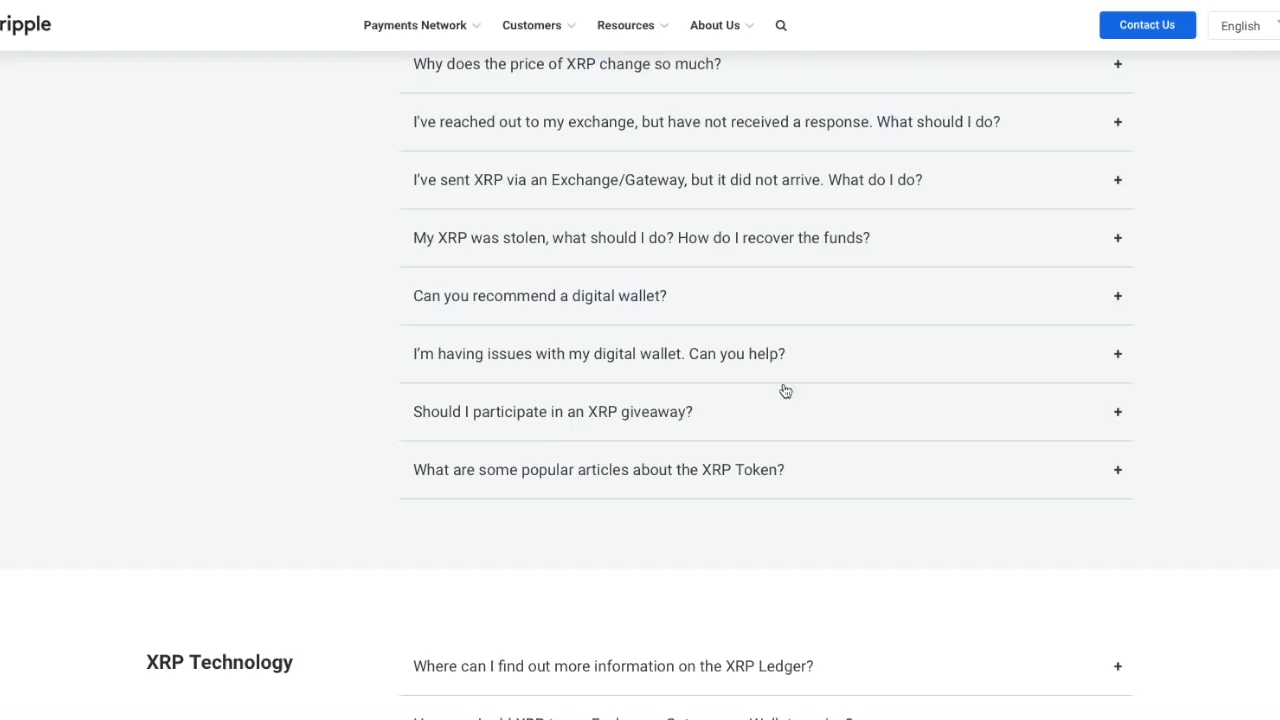 ripple Payments Network Customers Resources About Us Contact Us English
Why does the price of XRP change so much? +
I've reached out to my exchange, but have not received a response. What should I do? +
I've sent XRP via an Exchange/Gateway, but it did not arrive. What do I do? +
My XRP was stolen, what should I do? How do I recover the funds? +
Can you recommend a digital wallet? +
I'm having issues with my digital wallet. Can you help? +
Should I participate in an XRP giveaway? +
What are some popular articles about the XRP Token? +
XRP Technology Where can I find out more information on the XRP Ledger? +